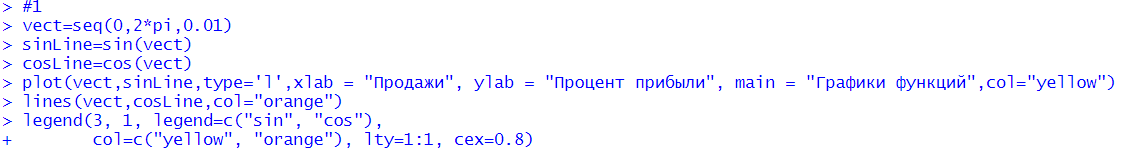 > #1
> vect=seq(0,2*pi,0.01)
> sinLine=sin(vect)
> cosLine=cos(vect)
> plot(vect,sinLine,type='l',xlab = "Продажи", ylab = "Процент прибыли", main = "Графики функций",col="yellow")
> lines(vect,cosLine,col="orange")
> legend(3, 1, legend=c("sin", "cos"),
+        col=c("yellow", "orange"), lty=1:1, cex=0.8)